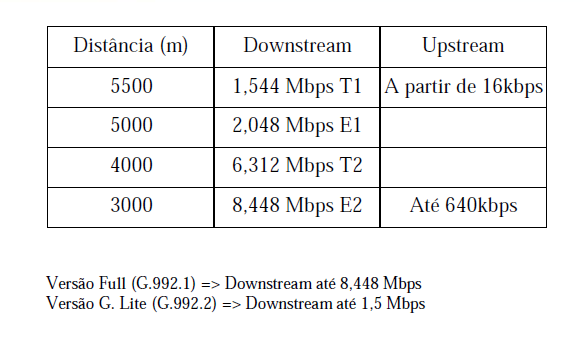 Distância (m) Downstream Upstream
5500 1,544 Mbps T1 A partir de 16kbps
5000 2,048 Mbps E1
4000 6,312 Mbps T2
3000 8,448 Mbps E2 Até 640kbps
Versão Full (G.992.1) => Downstream até 8,448 Mbps
Versão G. Lite (G.992.2) => Downstream até 1,5 Mbps